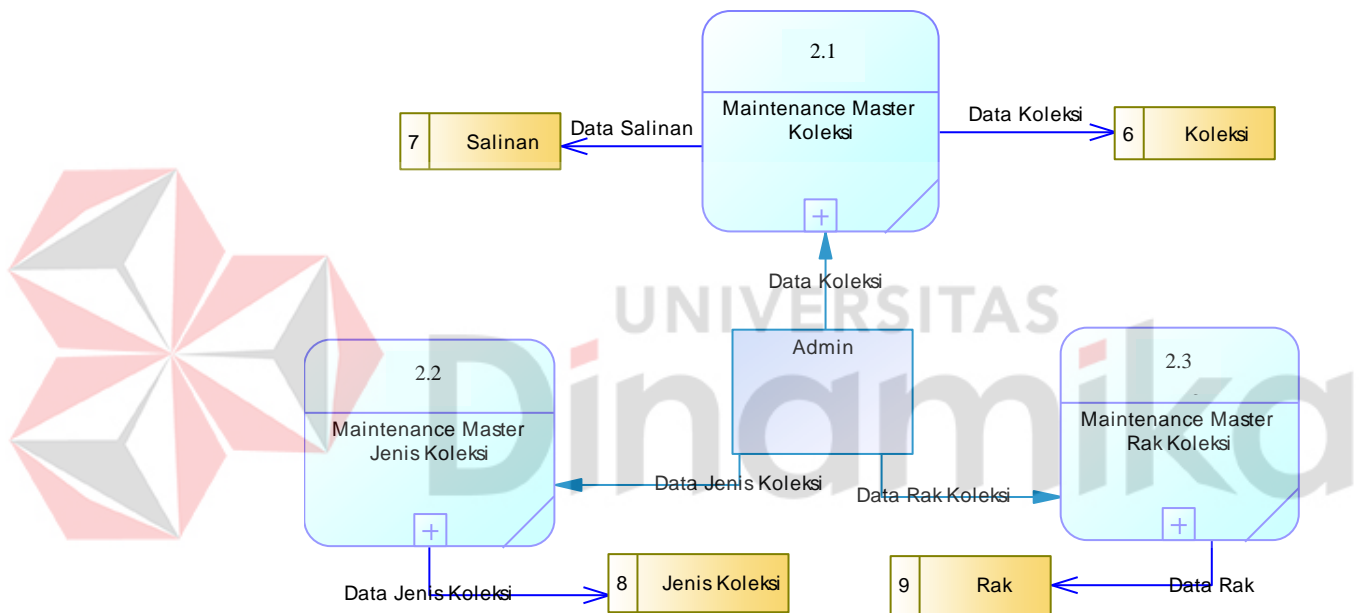 2.1
Maintenance Master
Koleksi
7 Salinan
Data Salinan
Data Koleksi
6 Koleksi
Data Koleksi
UNIVERSITAS
Dinamika
Admin
2.2
Maintenance Master
Jenis Koleksi
2.3
Maintenance Master
Rak Koleksi
Data Jenis Koleksi
Data Rak Koleksi
Data Jenis Koleksi
8 Jenis Koleksi
9 Rak
Data Rak